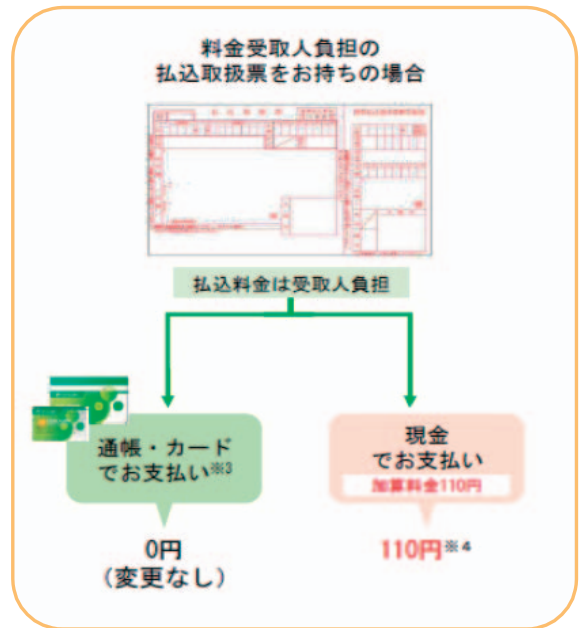 料金受取人負担の
払込取扱票をお持ちの場合
払込料金は受取人負担
通帳・カード
でお支払い※3
0円
(変更なし)
現金
でお支払い
加算料金110円
110円※4